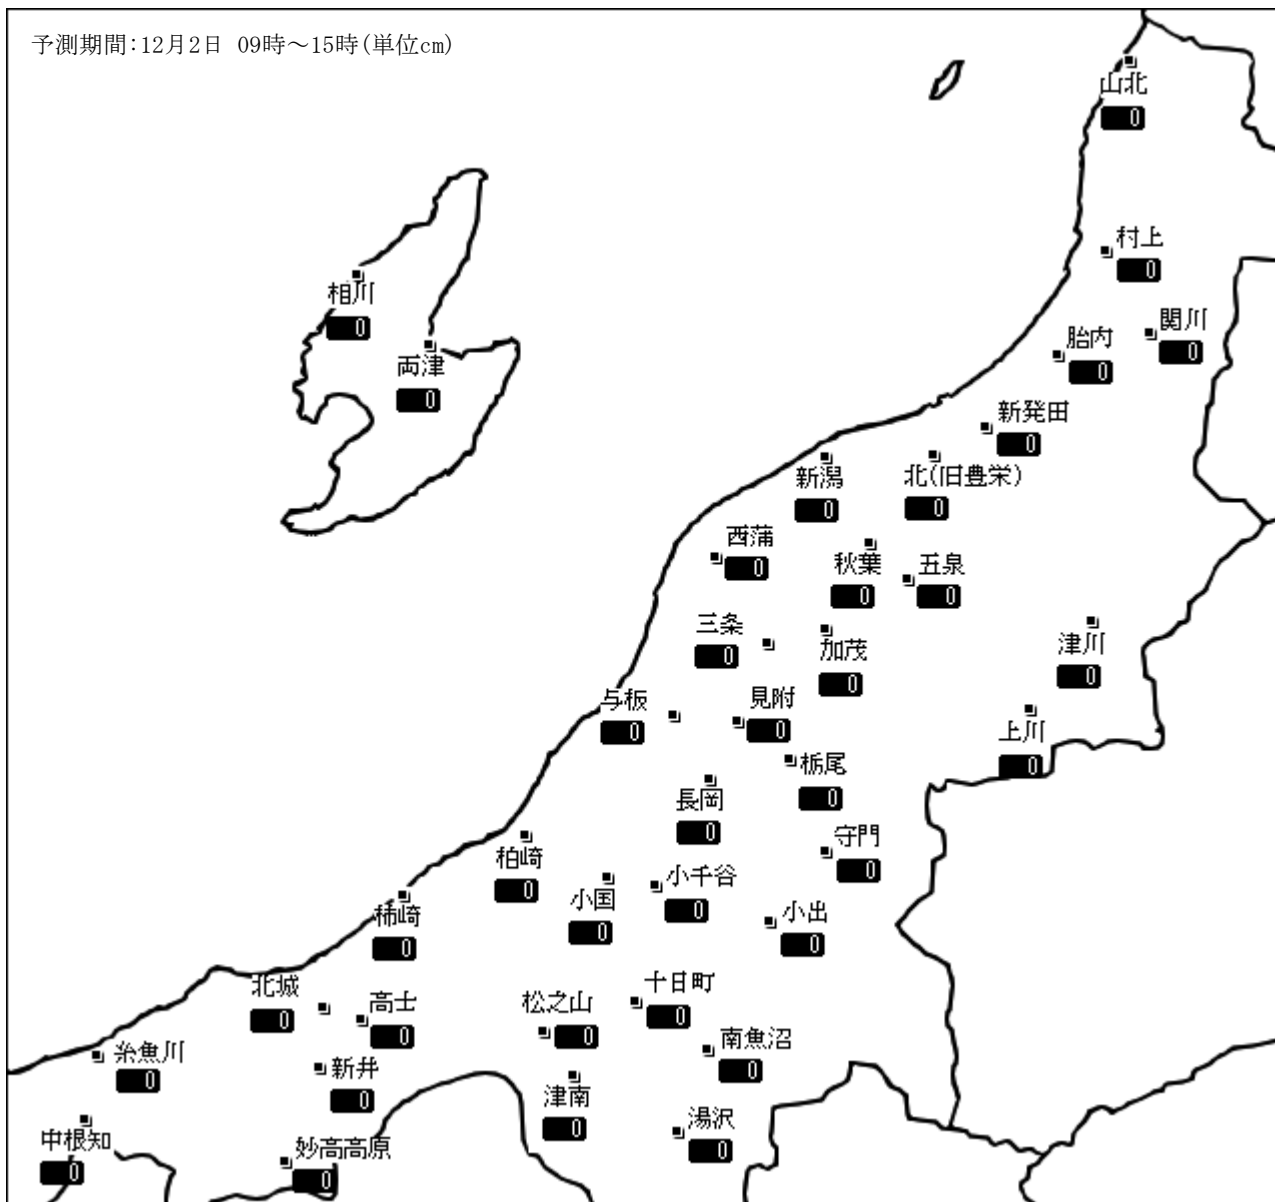 予測期間:12月2日 09時～15時(単位cm)
山北
0
村上
0
相川
0
関川
0
胎内
0
両津
0
新発田
0
新潟
0
北(旧豊栄)
0
西蒲
0
秋葉
0
五泉
0
三条
0
加茂
0
津川
0
与板
0
見附
0
上川
0
栃尾
0
長岡
0
守門
0
柏崎
0
小国
0
小千谷
0
柿崎
0
小出
0
北城
0
高士
0
松之山
0
十日町
0
糸魚川
0
新井
0
南魚沼
0
津南
0
湯沢
0
中根知
0
妙高高原
0